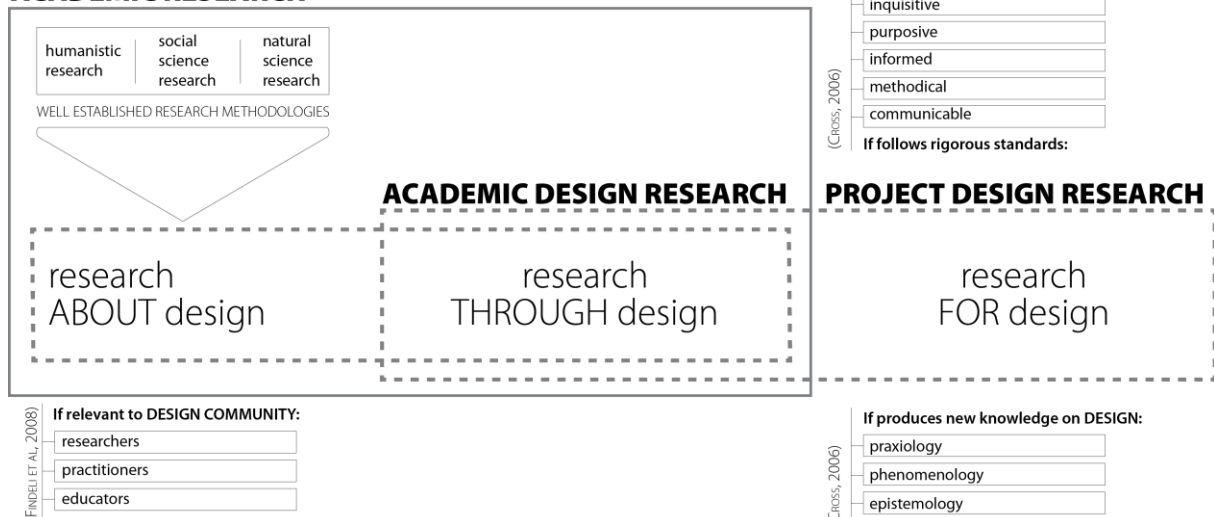 ACADEMIC RESEARCH
humanistic
research
social
science
research
natural
science
research
WELL ESTABLISHED RESEARCH METHODOLOGIES
inquisitive
purposive
informed
methodical
communicable
(CROSS, 2006)
If follows rigorous standards:
ACADEMIC DESIGN RESEARCH
PROJECT DESIGN RESEARCH
research
ABOUT design
research
THROUGH design
research
FOR design
If relevant to DESIGN COMMUNITY:
researchers
practitioners
educators
FINDELI ET AL, 2008)
If produces new knowledge on DESIGN:
praxiology
phenomenology
epistemology
CROSS, 2006)